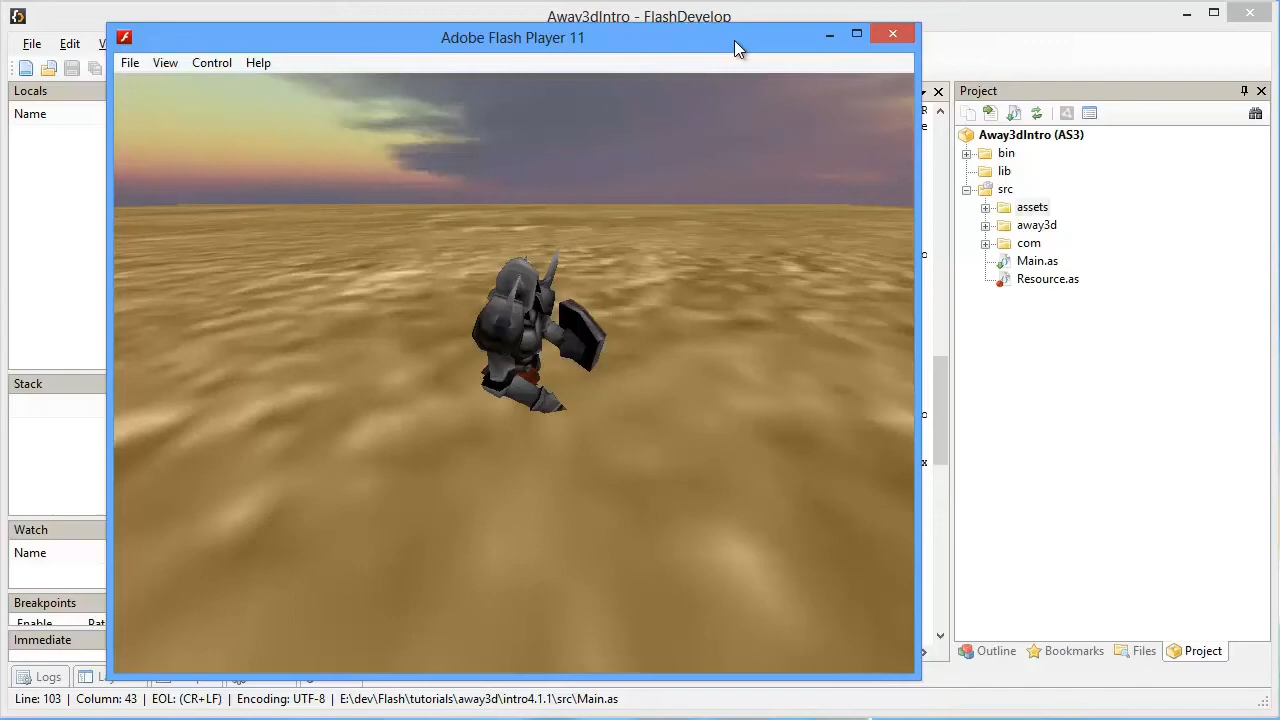 Away3dIntro - FlashDevelop
File Edit V
Adobe Flash Player 11
File View Control Help
Locals
Name
Stack
Watch
Name
Breakpoints
Immediate
Logs
Project
Away3dIntro (AS3)
bin
lib
src
assets
away3d
com
Main.as
Resource.as
Outline Bookmarks Files Project
Line: 103 | Column: 43 | EOL: (CR+LF) | Encoding: UTF-8 | E:\dev\Flash\tutorials\away3d\intro4.1.1\src\Main.as